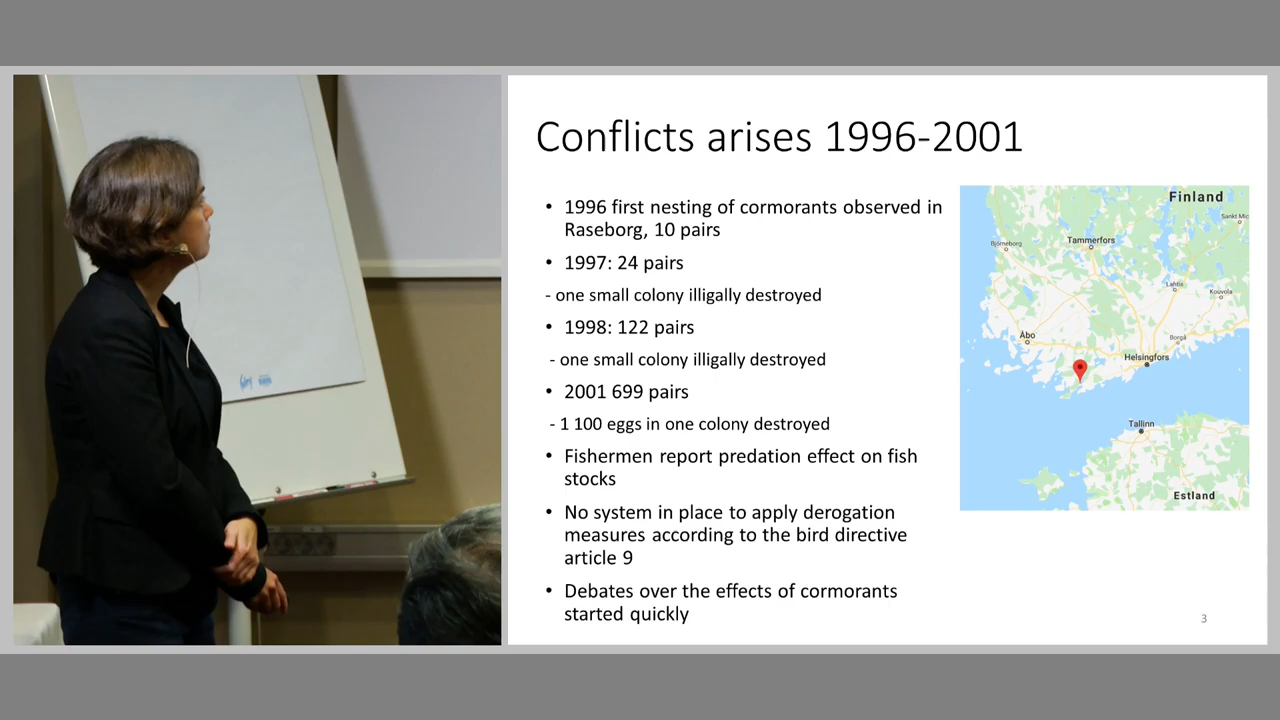 Conflicts arises 1996-2001
• 1996 first nesting of cormorants observed in
Raseborg, 10 pairs
• 1997: 24 pairs
- one small colony illigally destroyed
• 1998: 122 pairs
- one small colony illigally destroyed
• 2001 699 pairs
- 1 100 eggs in one colony destroyed
• Fishermen report predation effect on fish
stocks
• No system in place to apply derogation
measures according to the bird directive
article 9
• Debates over the effects of cormorants
started quickly
Finland
Sankt Mic
Björneborg
Tammerfors
Lahtis
Kouvola
Åbo
Borgå
Helsingfors
Tallinn
Estland
3